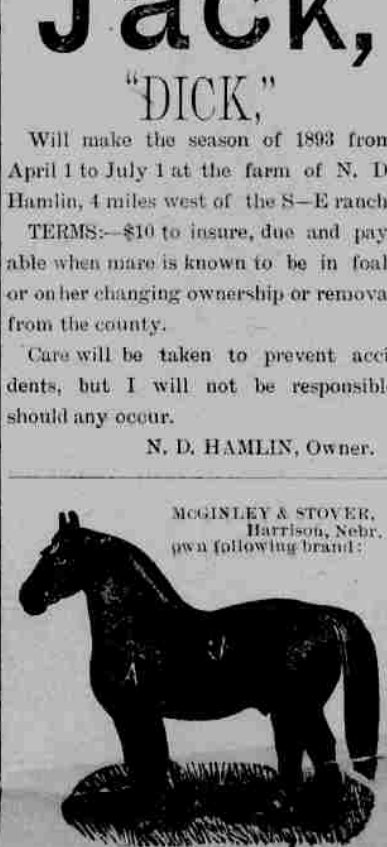 Jack,
"DICK,"
Will make the season of 1893 from
April 1 to July 1 at the farm of N. D
Hamlin, 4 miles west of the S—E ranch
TERMS:—$10 to insure, due and pay
able when mare is known to be in foal
or on her changing ownership or remova
from the county.
Care will be taken to prevent acci
dents, but I will not be responsibl
should any occur.
N. D. HAMLIN, Owner.
MCGINLEY & STOVER,
Harrison, Nebr.
own following brand: